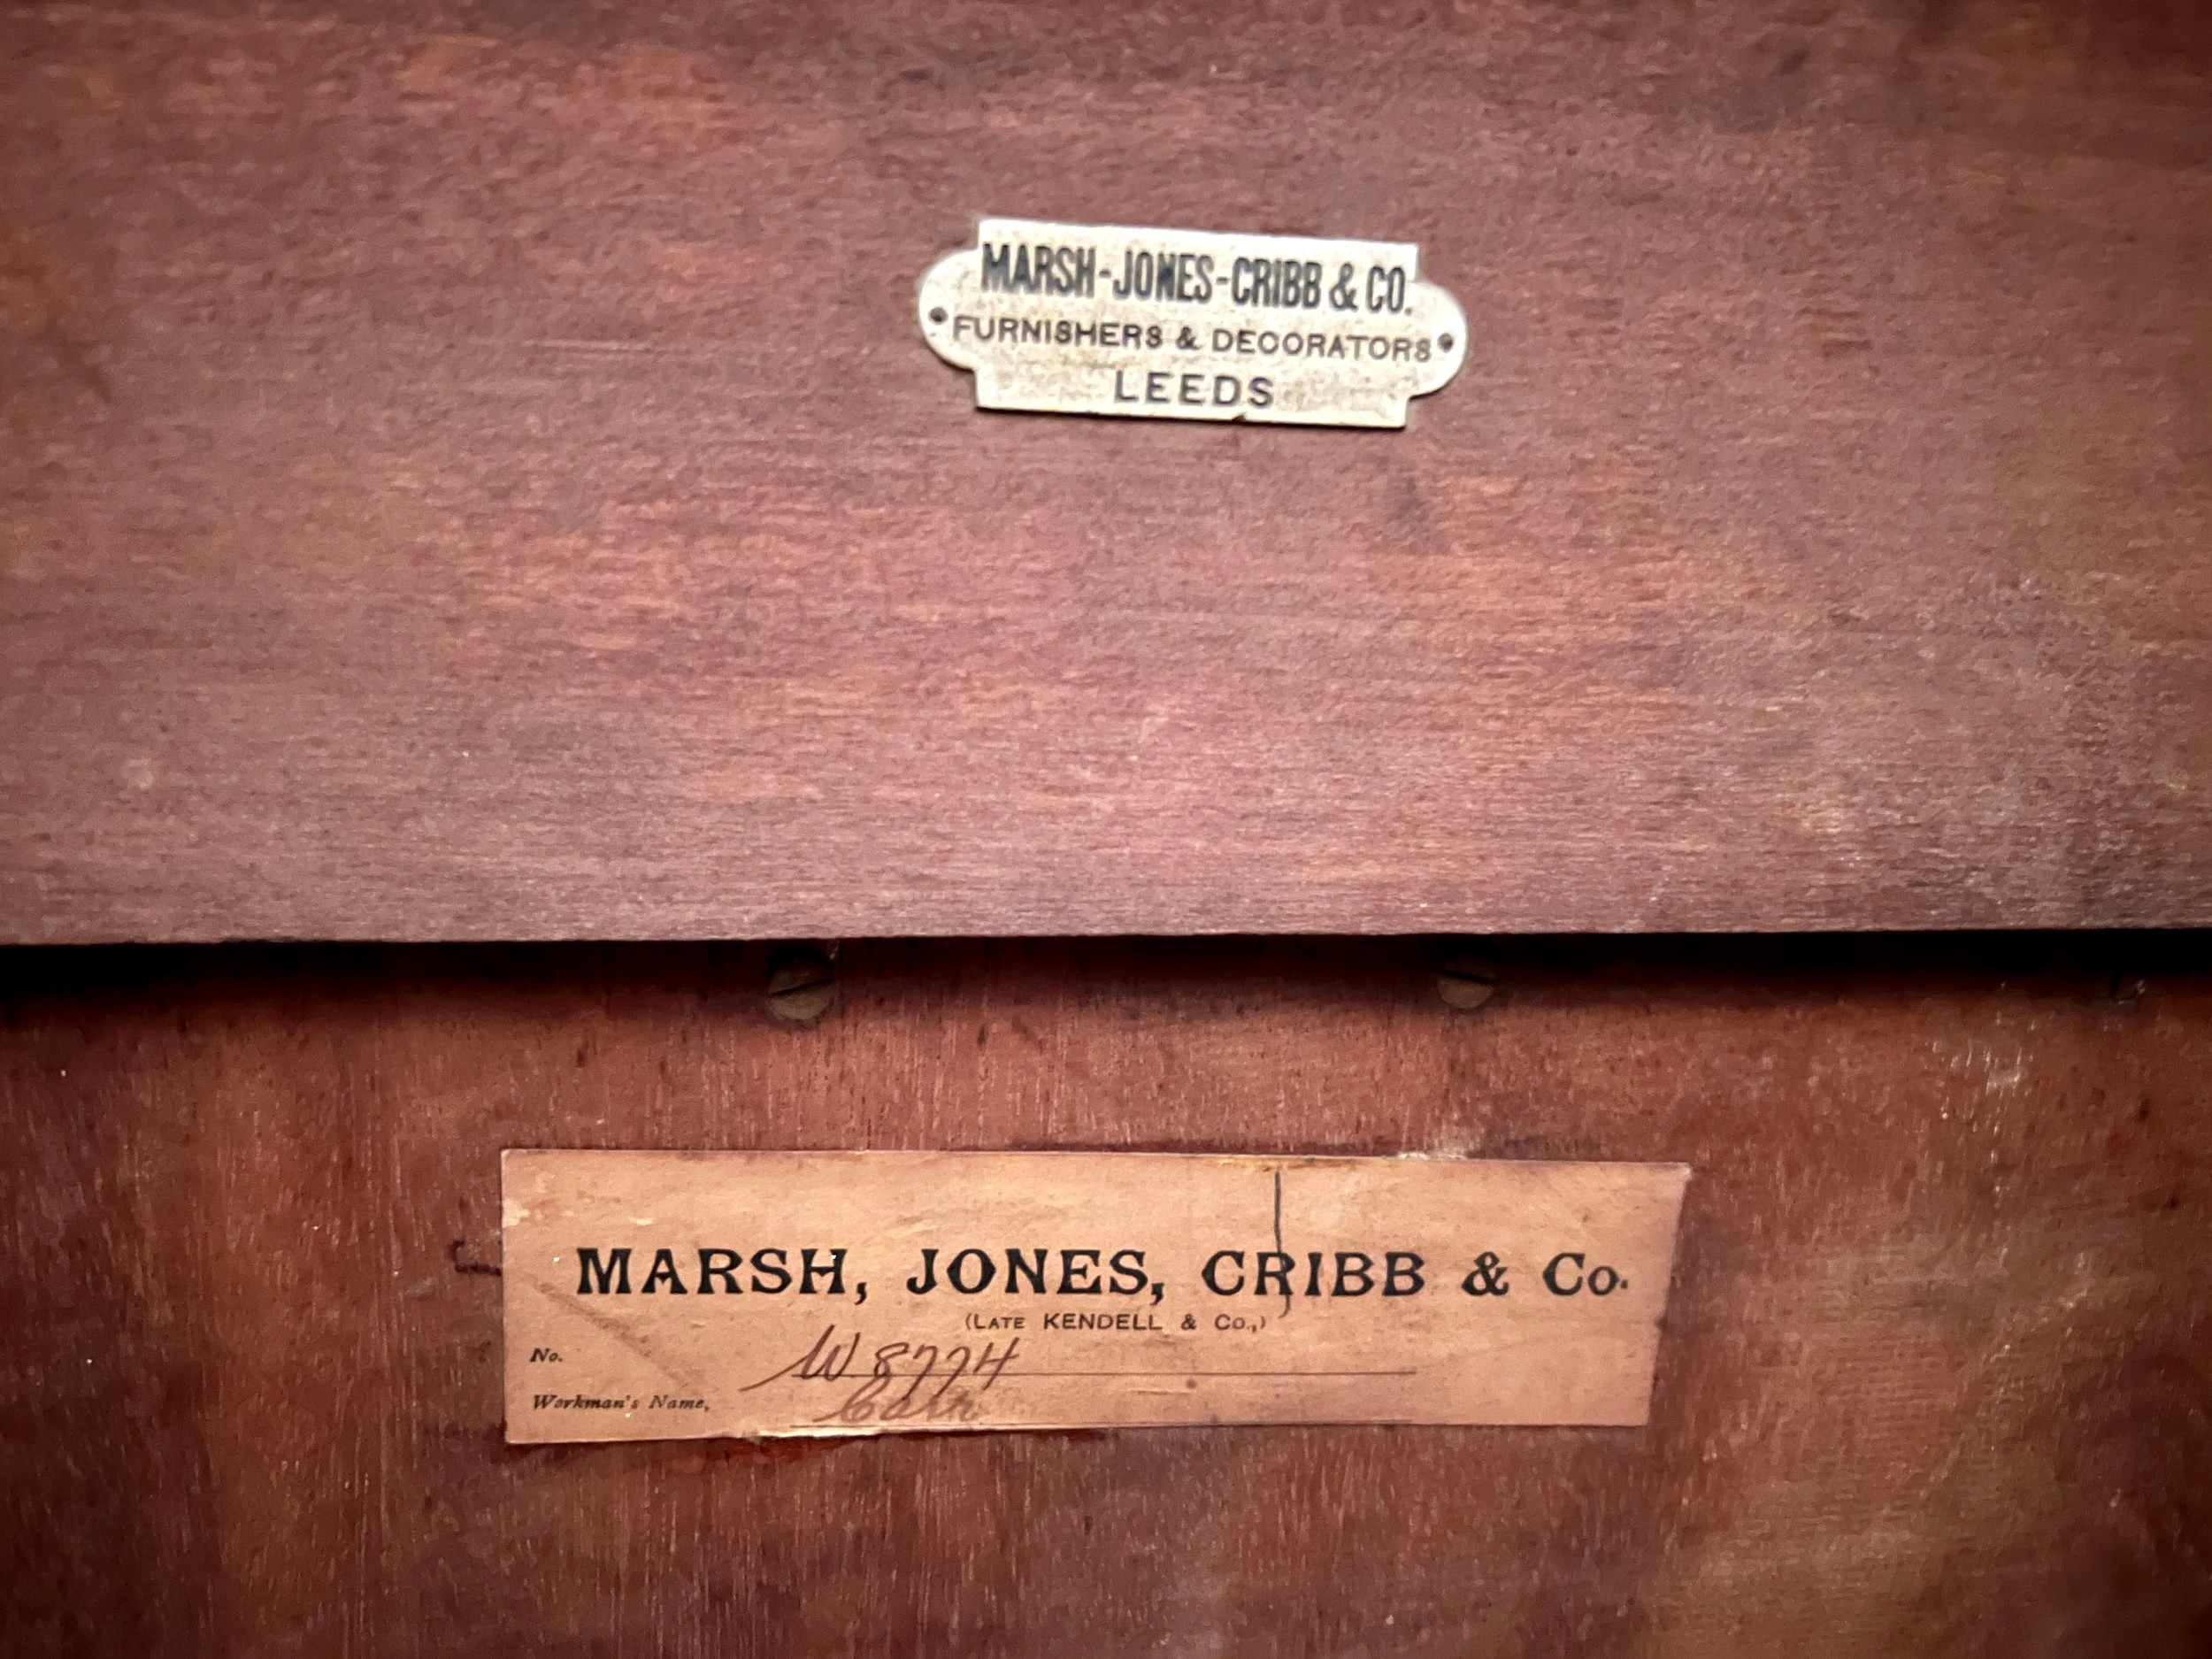 MARSH-JONES-CRIBB & CO.
FURNISHERS & DECORATORS
LEEDS
MARSH, JONES, CRIBB & Co.
(LATE KENDELL & Co.,)
No. W 8774
Workman's Name,